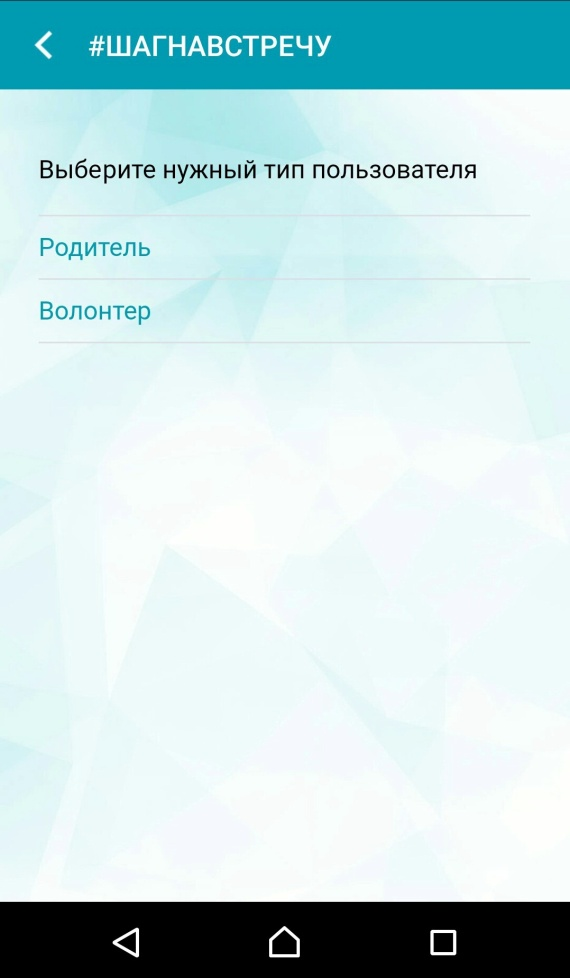 #ШАГНАВСТРЕЧУ
Выберите нужный тип пользователя
Родитель
Волонтер